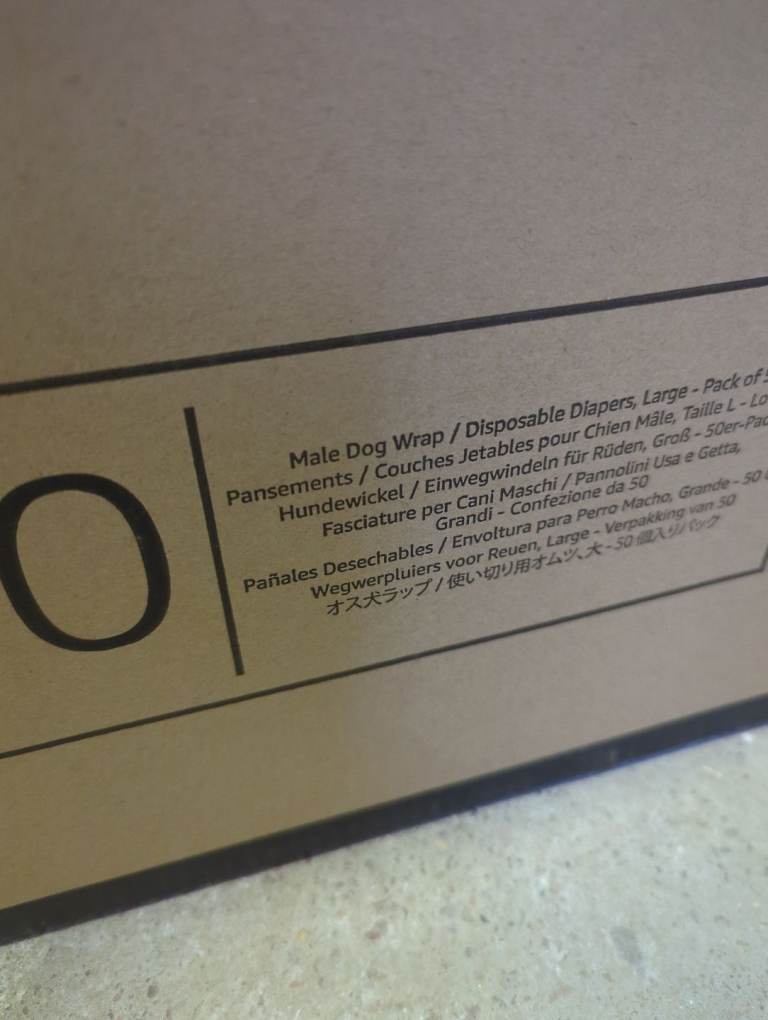 0
Male Dog Wrap / Disposable Diapers, Large - Pack of
Pansements / Couches Jetables pour Chien Mâle, Taille L -
Hundewickel / Einwegwindeln für Rüden, Groß -
Fasciature per Cani Maschi / Pannolini Usa e Getta,
Grandi - Confezione da 50
Pañales Desechables / Envoltura para Perro Macho, Grande - 50
Wegwerpluiers voor Reuen, Large - Verpakking van 50
オス犬ラップ / 使い切り用オムツ、大 - 50 個入りパック